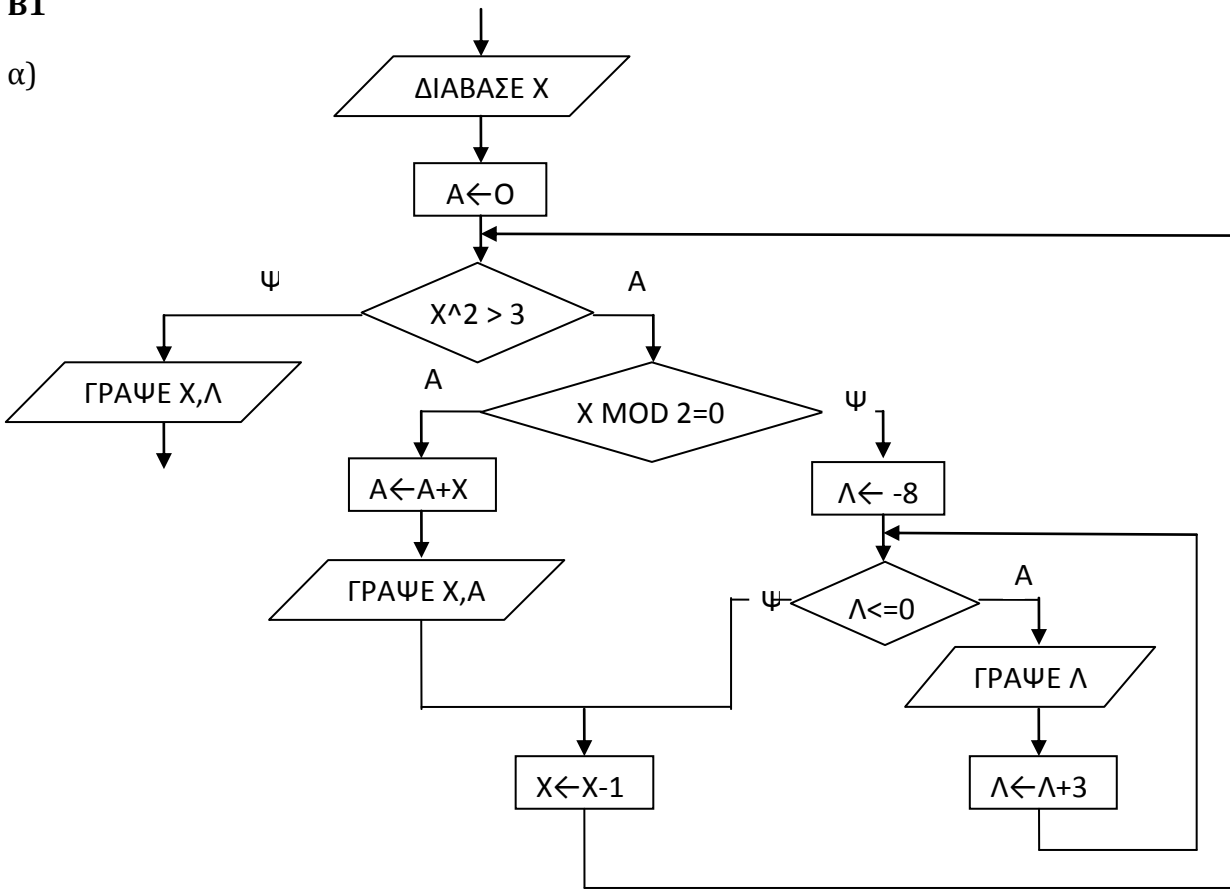 Β1
α)
ΔΙΑΒΑΣΕ Χ
Α←Ο
Ψ
Α
Χ^2 > 3
ΓΡΑΨΕ Χ,Λ
Α
Χ MOD 2=0
Ψ
Α←Α+Χ
Λ← -8
ΓΡΑΨΕ Χ,Α
Ψ
Λ<=0
Α
ΓΡΑΨΕ Λ
Χ←Χ-1
Λ←Λ+3